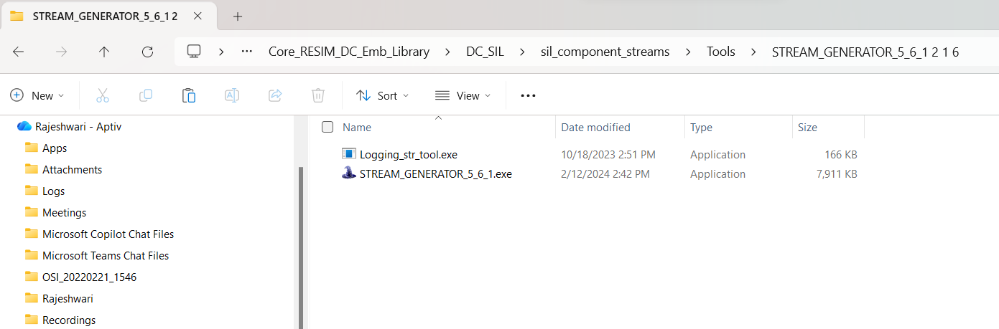 STREAM_GENERATOR_5_6_1 2
... Core_RESIM_DC_Emb_Library > DC_SIL > sil_component_streams > Tools > STREAM_GENERATOR_5_6_1 2 1 6
New Sort View ...
Rajeshwari - Aptiv
Apps
Attachments
Logs
Meetings
Microsoft Copilot Chat Files
Microsoft Teams Chat Files
OSI_20220221_1546
Rajeshwari
Recordings
Name Date modified Type Size
Logging_str_tool.exe 10/18/2023 2:51 PM Application 166 KB
STREAM_GENERATOR_5_6_1.exe 2/12/2024 2:42 PM Application 7,911 KB